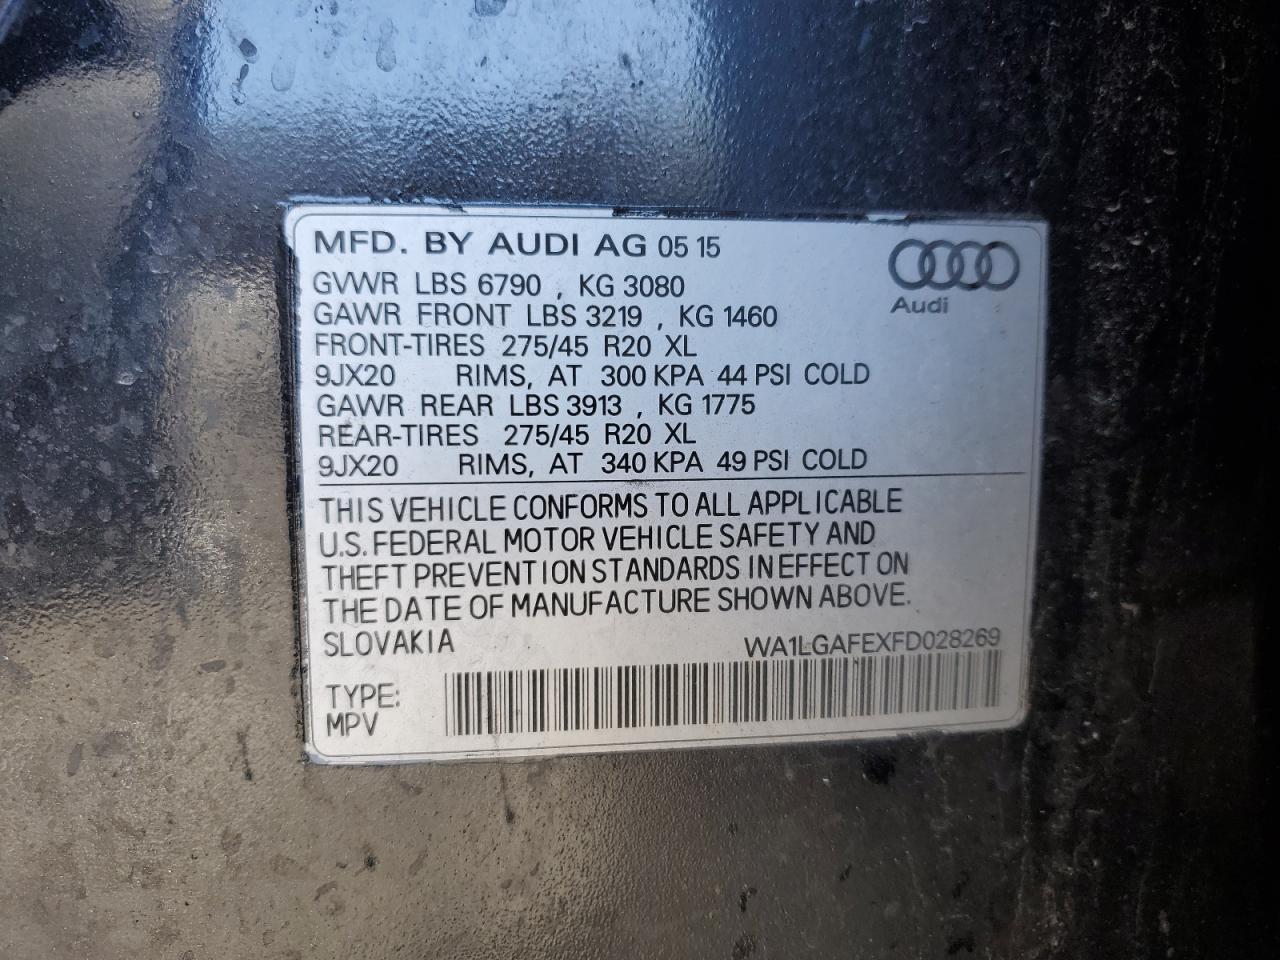 MFD. BY AUDI AG 05 15
Audi
GVWR LBS 6790 , KG 3080
GAWR FRONT LBS 3219 , KG 1460
FRONT-TIRES 275/45 R20 XL
9JX20 RIMS, AT 300 KPA 44 PSI COLD
GAWR REAR LBS 3913 , KG 1775
REAR-TIRES 275/45 R20 XL
9JX20 RIMS, AT 340 KPA 49 PSI COLD
THIS VEHICLE CONFORMS TO ALL APPLICABLE
U.S. FEDERAL MOTOR VEHICLE SAFETY AND
THEFT PREVENTION STANDARDS IN EFFECT ON
THE DATE OF MANUFACTURE SHOWN ABOVE.
SLOVAKIA WA1LGAFEXFD028269
TYPE:
MPV